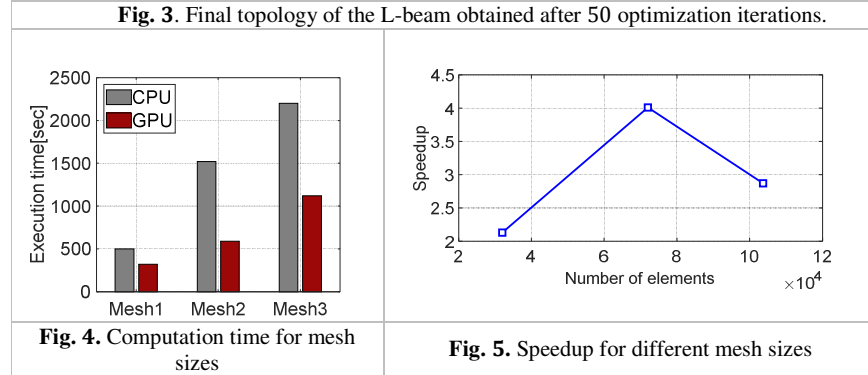 Fig. 3. Final topology of the L-beam obtained after 50 optimization iterations.
2500
2000
1500
1000
500
0
Execution time[sec]
CPU
GPU
Mesh1 Mesh2 Mesh3
4.5
4
3.5
3
2.5
2
Speedup
2 4 6 8 10 12
Number of elements
×10^4
Fig. 4. Computation time for mesh
sizes
Fig. 5. Speedup for different mesh sizes